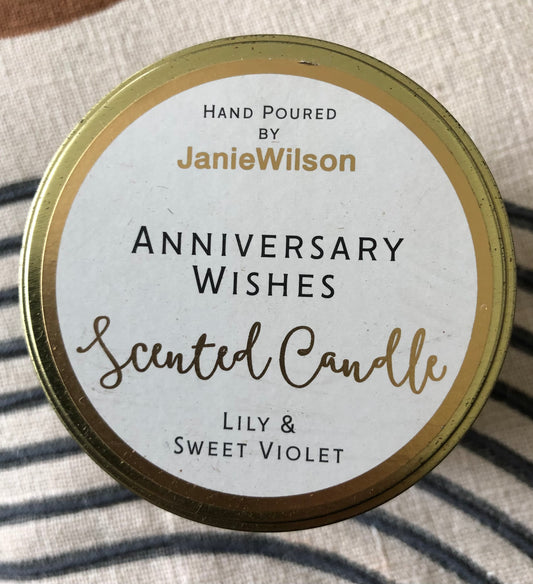 Hand Poured
by
JanieWilson
Anniversary
Wishes
Scented Candle
Lily &
Sweet Violet